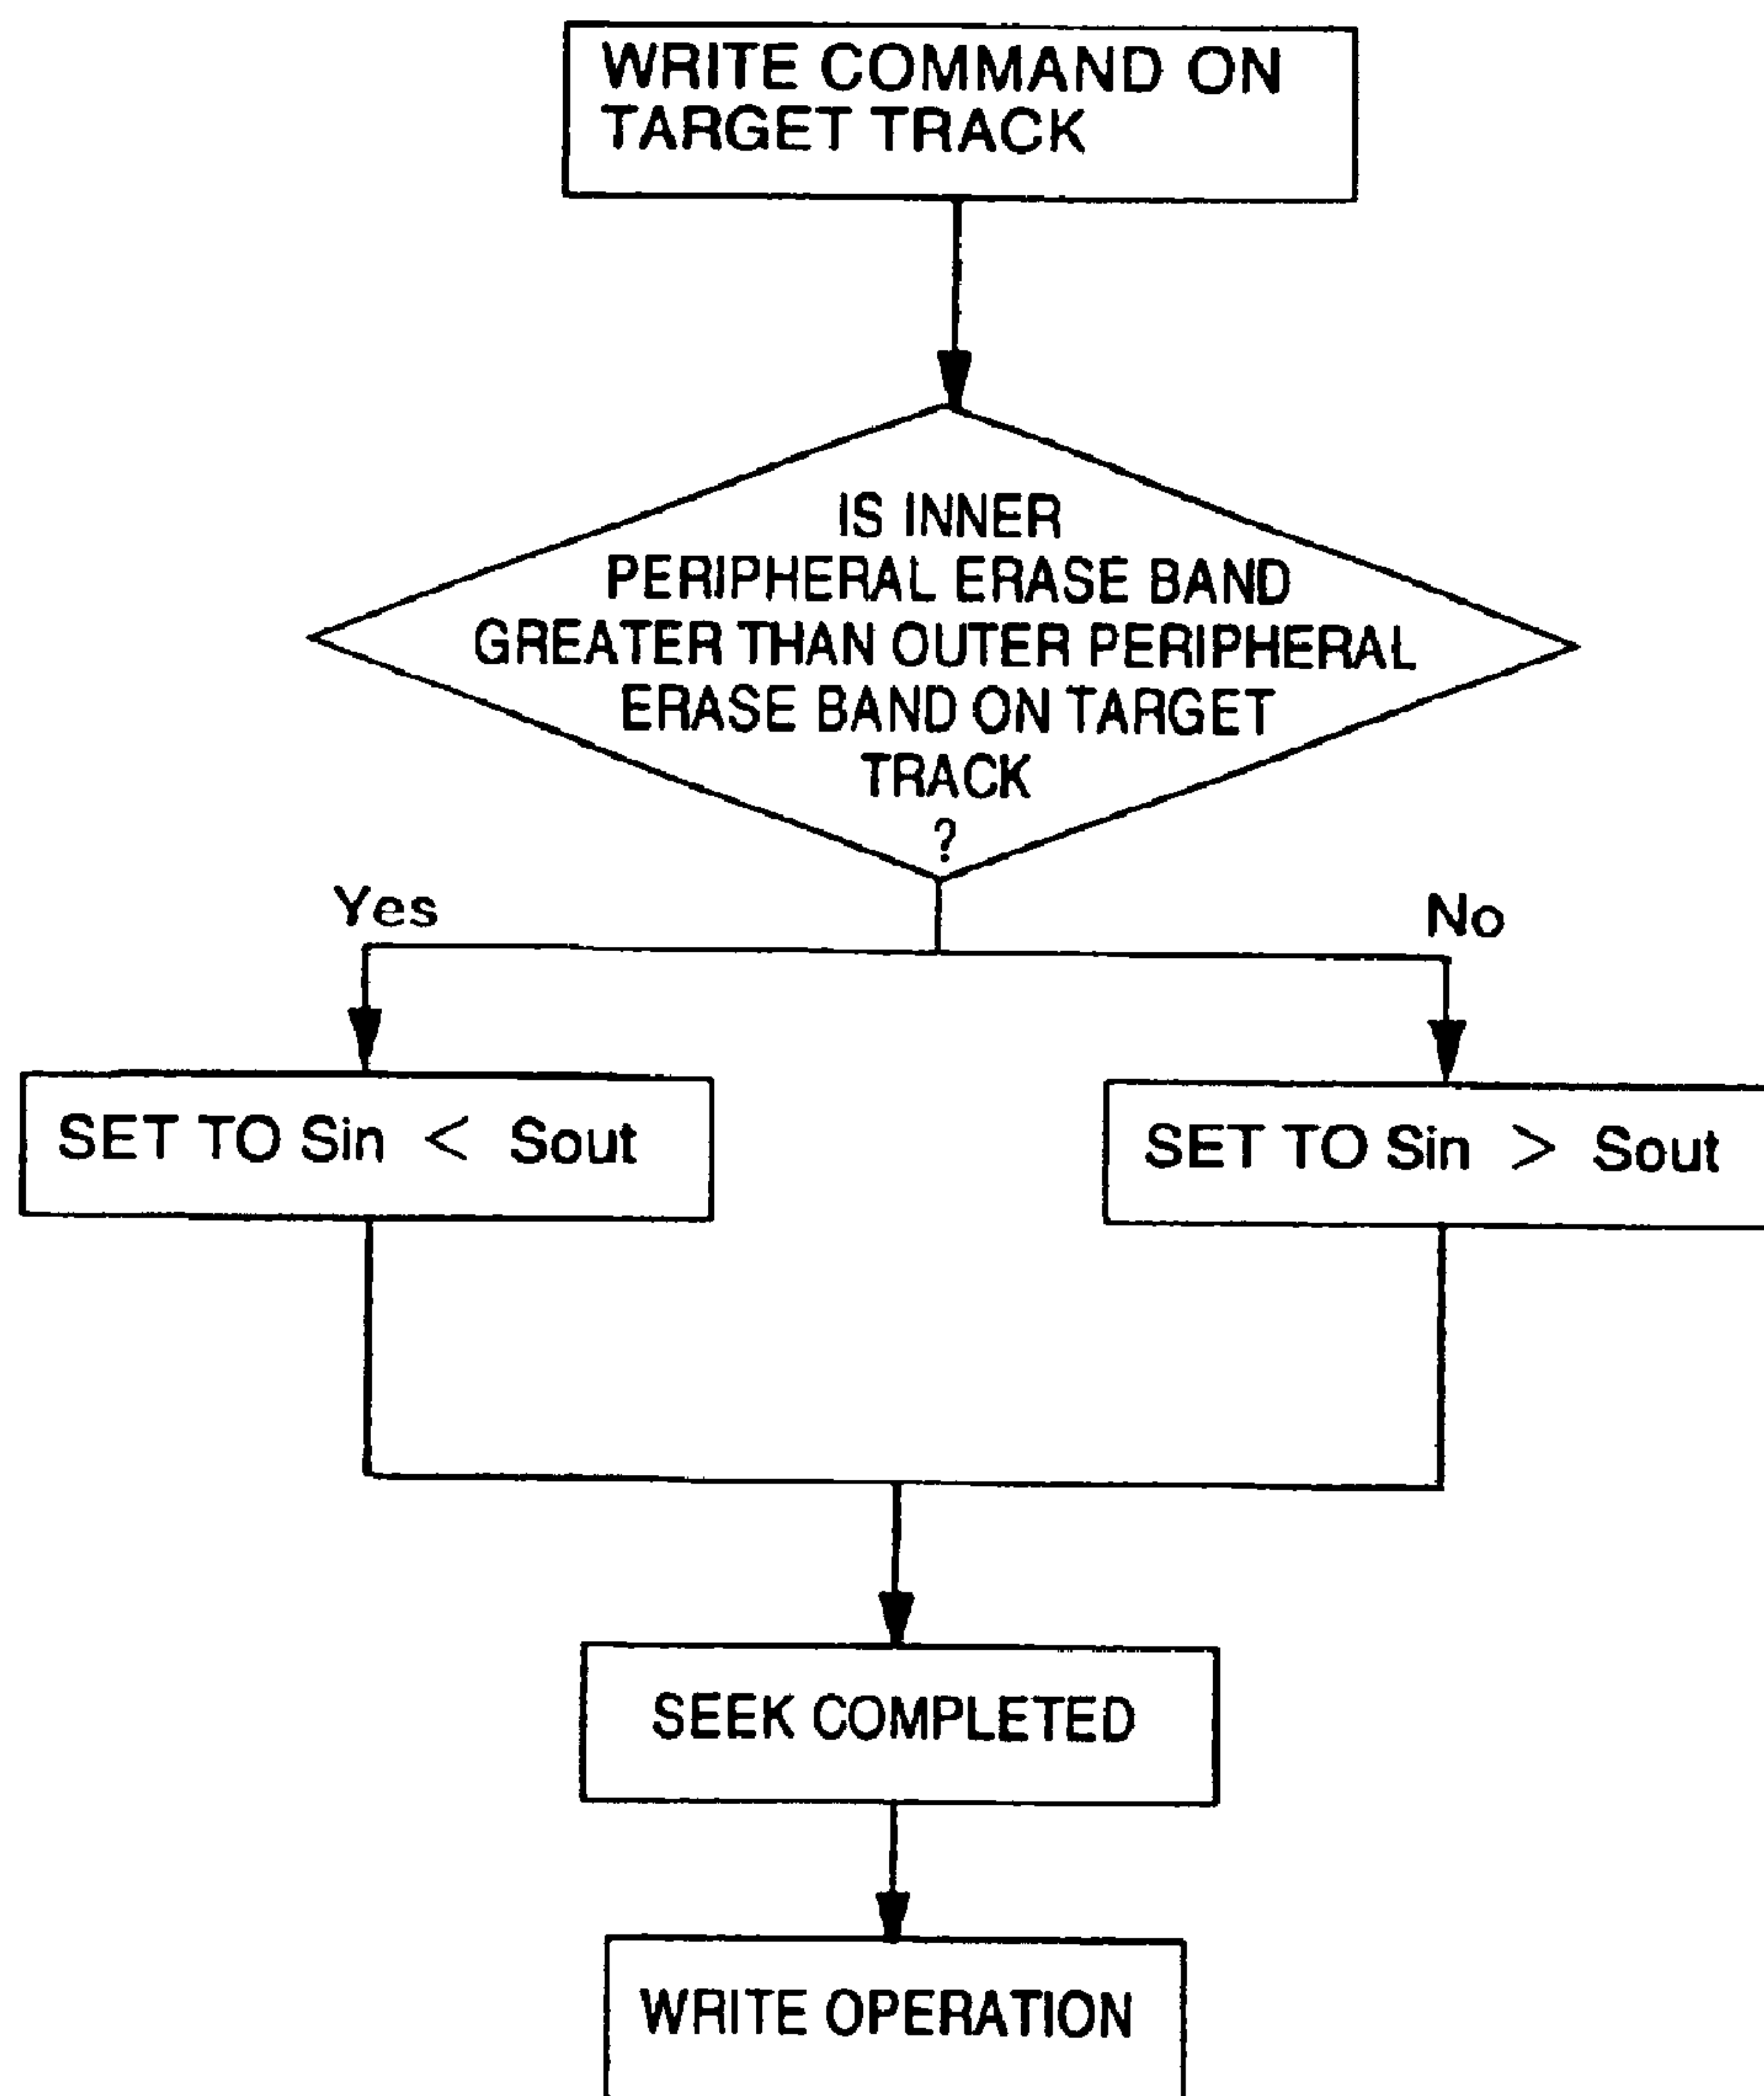 WRITE COMMAND ON
TARGET TRACK
IS INNER
PERIPHERAL ERASE BAND
GREATER THAN OUTER PERIPHERAL
ERASE BAND ON TARGET
TRACK
?
Yes
No
SET TO Sin < Sout
SET TO Sin > Sout
SEEK COMPLETED
WRITE OPERATION